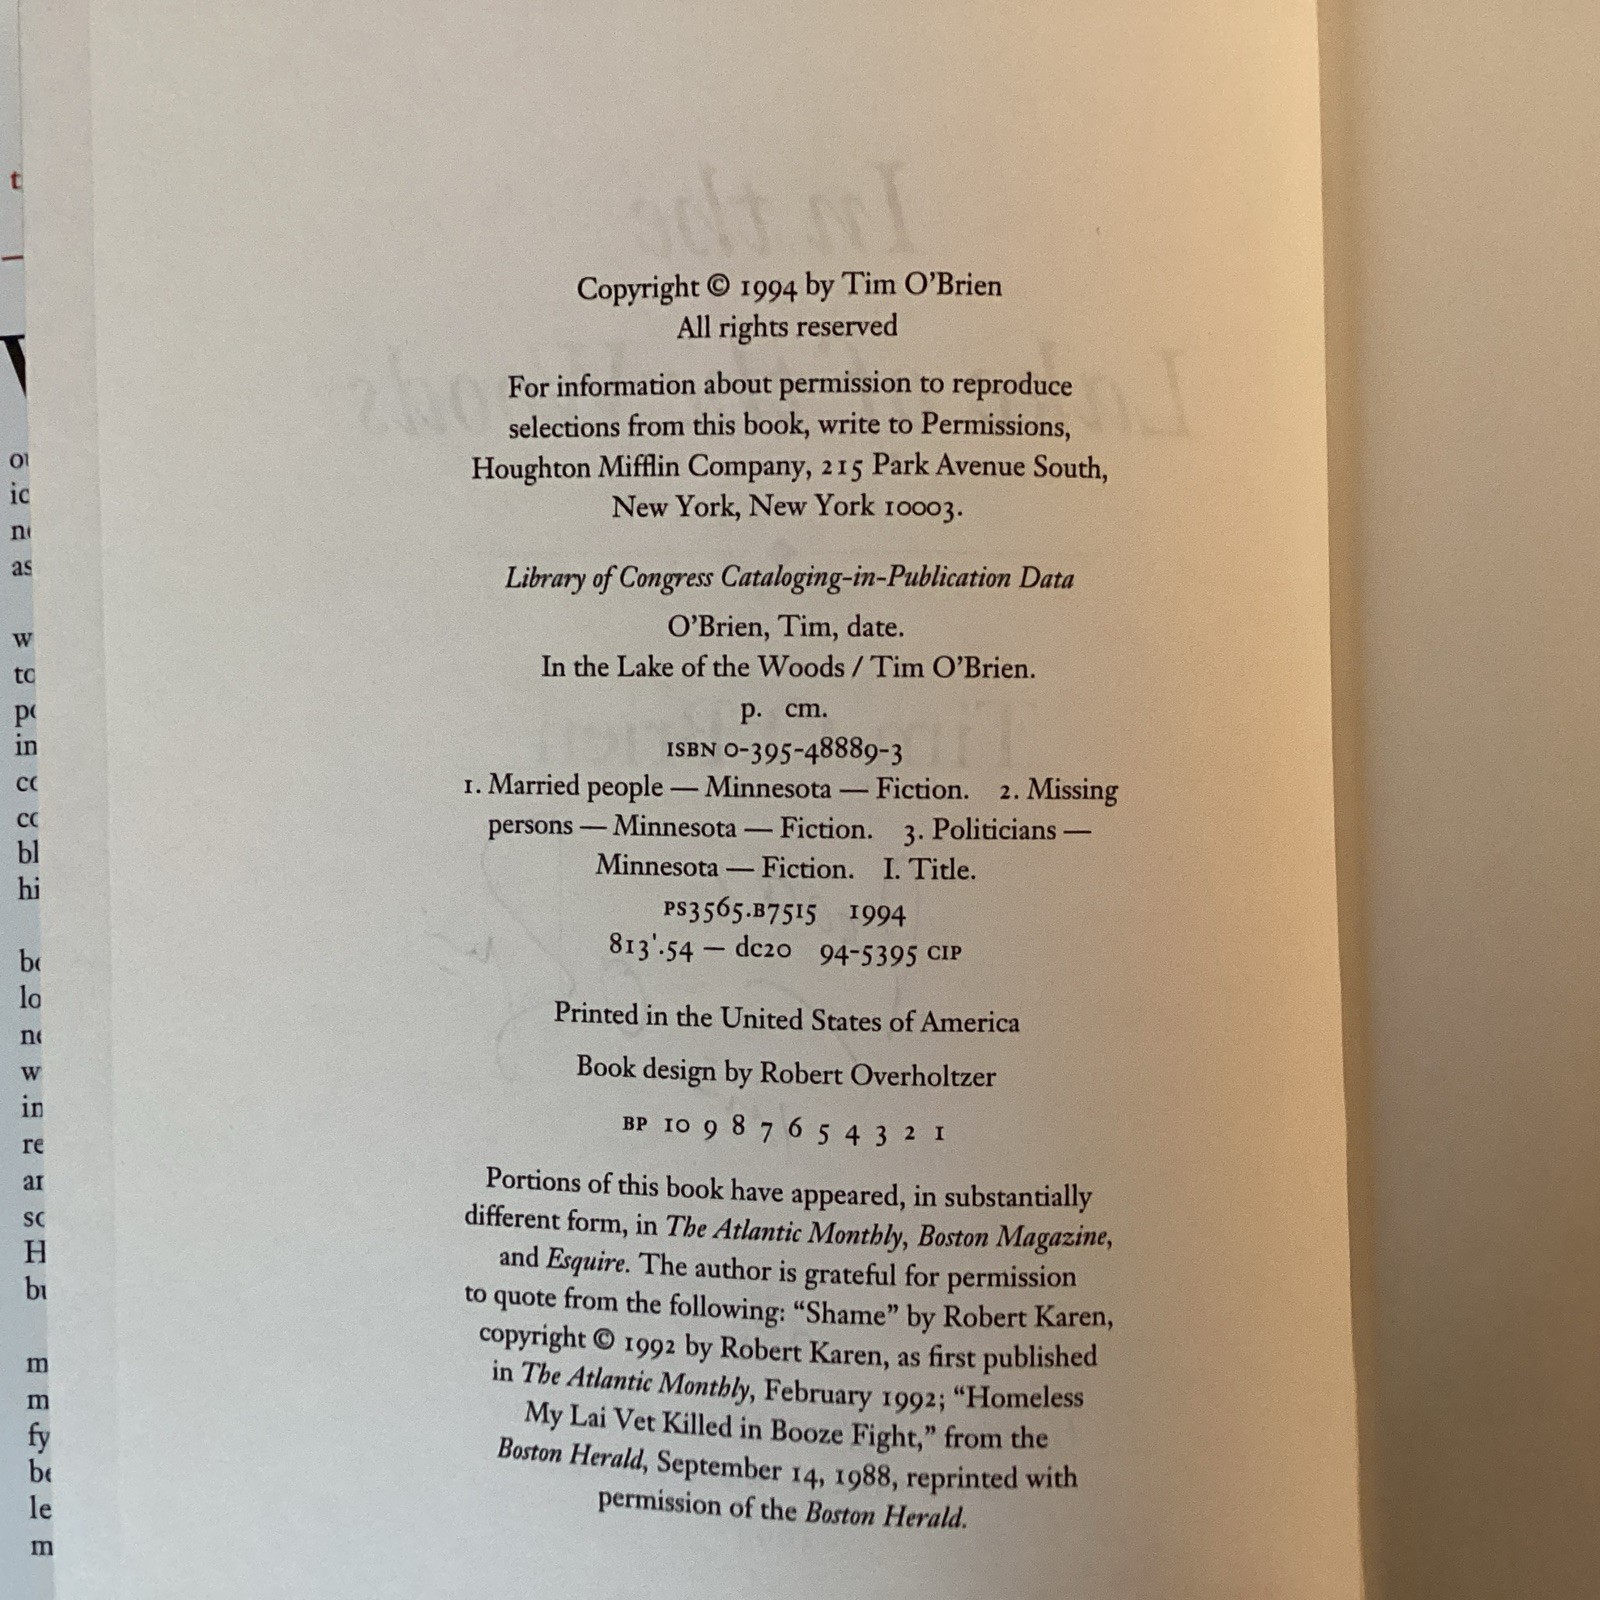 Copyright © 1994 by Tim O'Brien
All rights reserved
For information about permission to reproduce
selections from this book, write to Permissions,
Houghton Mifflin Company, 215 Park Avenue South,
New York, New York 10003.
Library of Congress Cataloging-in-Publication Data
O'Brien, Tim, date.
In the Lake of the Woods / Tim O'Brien.
p. cm.
ISBN 0-395-48889-3
1. Married people — Minnesota — Fiction. 2. Missing
persons — Minnesota — Fiction. 3. Politicians —
Minnesota — Fiction. I. Title.
PS3565.B7515 1994
813'.54 — dc20 94-5395 CIP
Printed in the United States of America
Book design by Robert Overholtzer
BP 10 9 8 7 6 5 4 3 2 1
Portions of this book have appeared, in substantially
different form, in The Atlantic Monthly, Boston Magazine,
and Esquire. The author is grateful for permission
to quote from the following: “Shame” by Robert Karen,
copyright © 1992 by Robert Karen, as first published
in The Atlantic Monthly, February 1992; “Homeless
My Lai Vet Killed in Booze Fight,” from the
Boston Herald, September 14, 1988, reprinted with
permission of the Boston Herald.